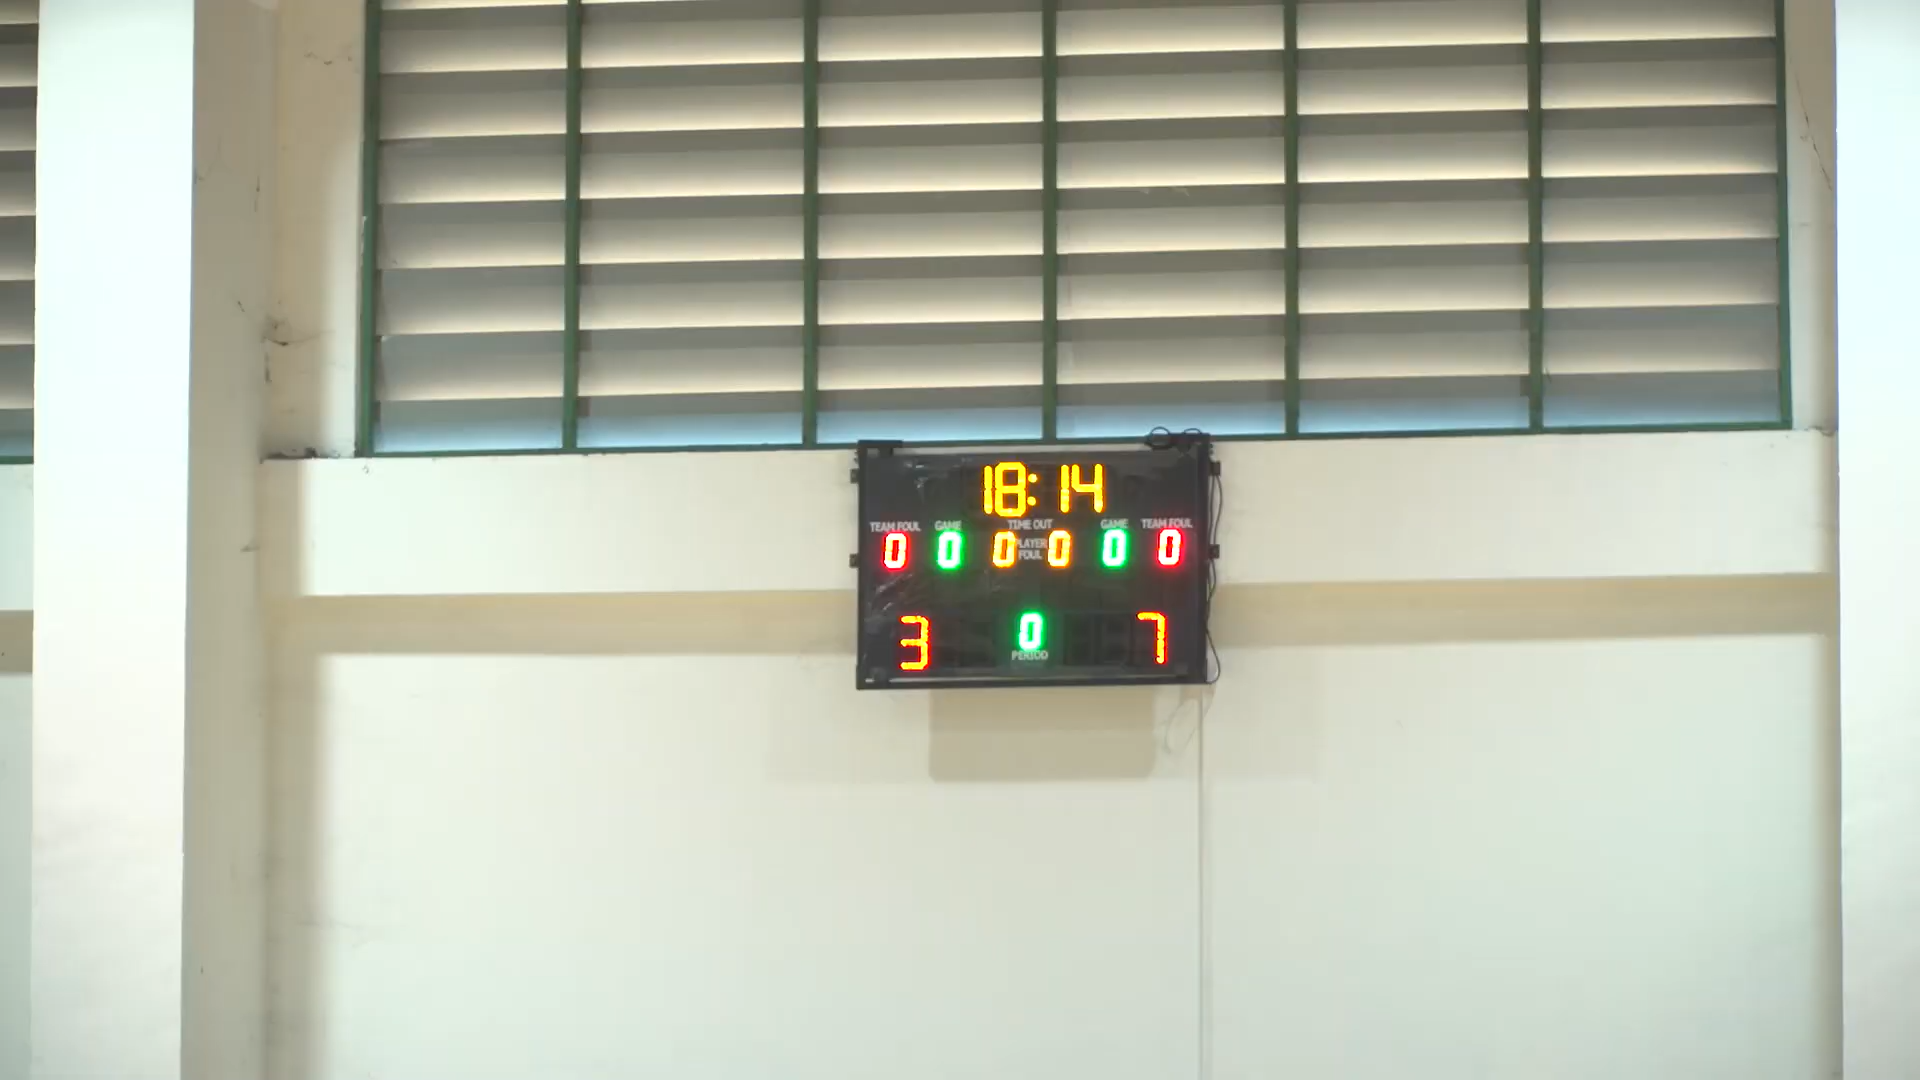 18:14
TEAM FOUL GAME TIME OUT GAME TEAM FOUL
0 0 0 PLAYER FOUL 0 0 0
3 0 7
PERIOD